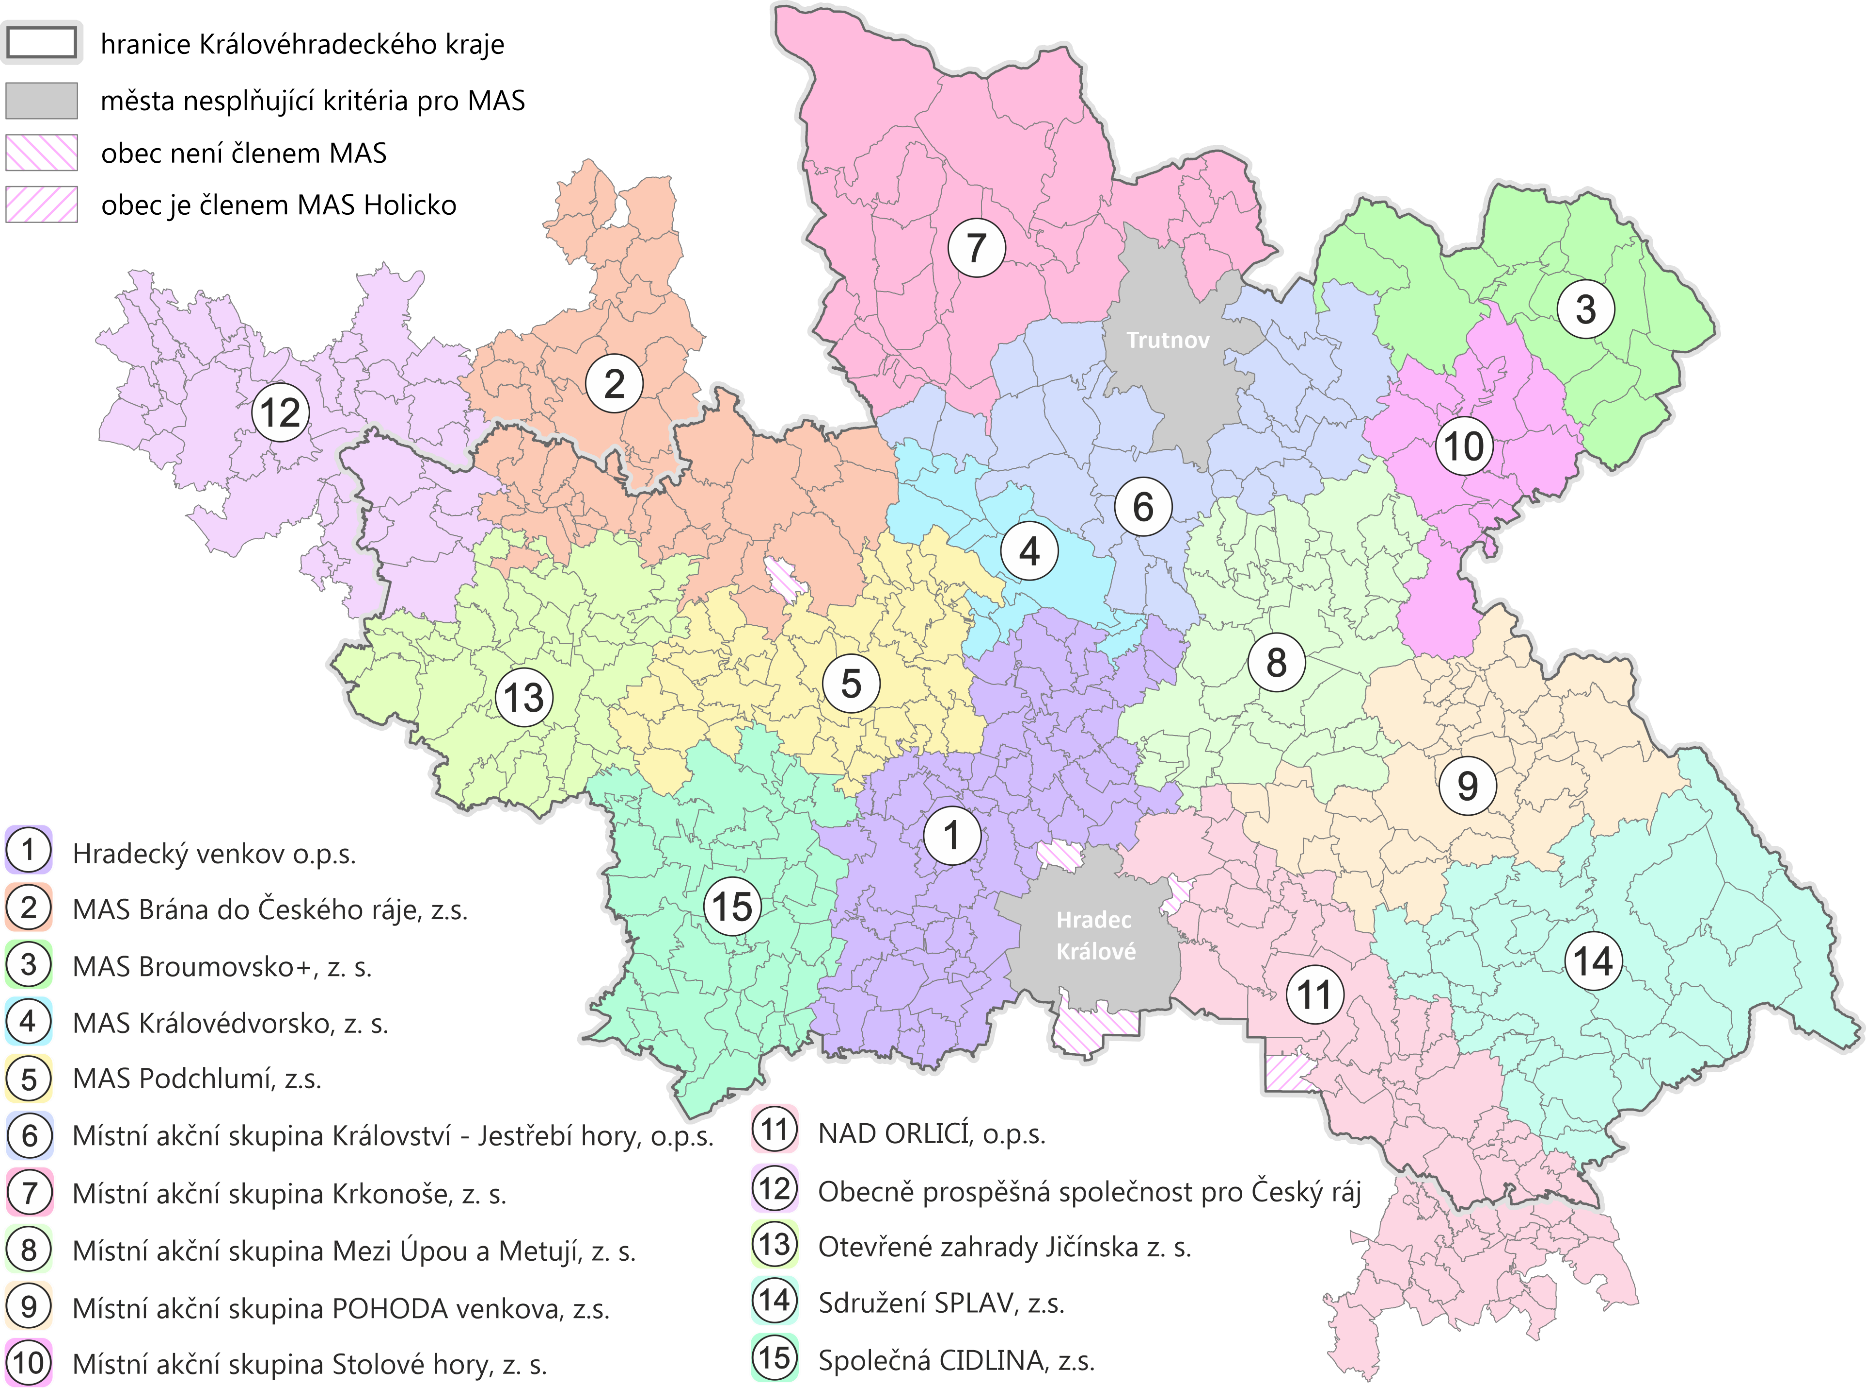 hranice Královéhradeckého kraje
města nesplňující kritéria pro MAS
obec není členem MAS
obec je členem MAS Holicko
7
3
Trutnov
2
12
10
6
4
8
5
13
9
1
15
Hradec
Králové
14
11
1 Hradecký venkov o.p.s.
2 MAS Brána do Českého ráje, z.s.
3 MAS Broumovsko+, z. s.
4 MAS Královédvorsko, z. s.
5 MAS Podchlumí, z.s.
6 Místní akční skupina Království - Jestřebí hory, o.p.s.
7 Místní akční skupina Krkonoše, z. s.
8 Místní akční skupina Mezi Úpou a Metují, z. s.
9 Místní akční skupina POHODA venkova, z.s.
10 Místní akční skupina Stolové hory, z. s.
11 NAD ORLICÍ, o.p.s.
12 Obecně prospěšná společnost pro Český ráj
13 Otevřené zahrady Jičínska z. s.
14 Sdružení SPLAV, z.s.
15 Společná CIDLINA, z.s.